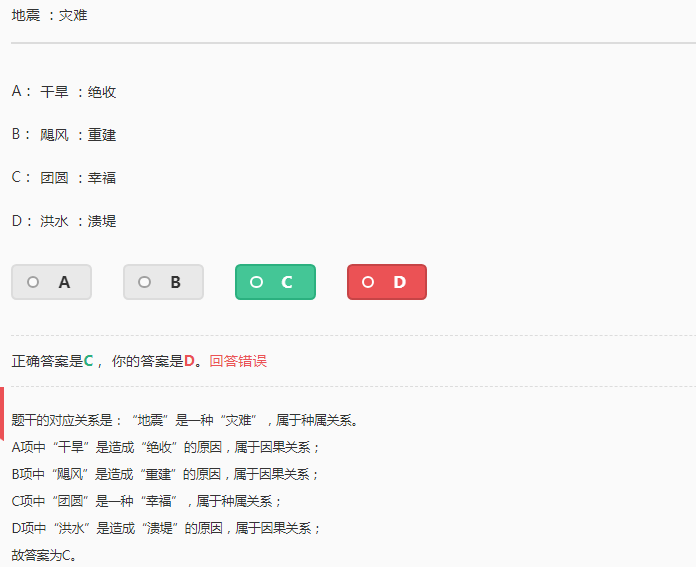 地震 ：灾难
A： 干旱 ：绝收
B： 飓风 ：重建
C： 团圆 ：幸福
D： 洪水 ：溃堤
A B C D
正确答案是C， 你的答案是D。回答错误
题干的对应关系是：“地震”是一种“灾难”，属于种属关系。
A项中“干旱”是造成“绝收”的原因，属于因果关系；
B项中“飓风”是造成“重建”的原因，属于因果关系；
C项中“团圆”是一种“幸福”，属于种属关系；
D项中“洪水”是造成“溃堤”的原因，属于因果关系；
故答案为C。